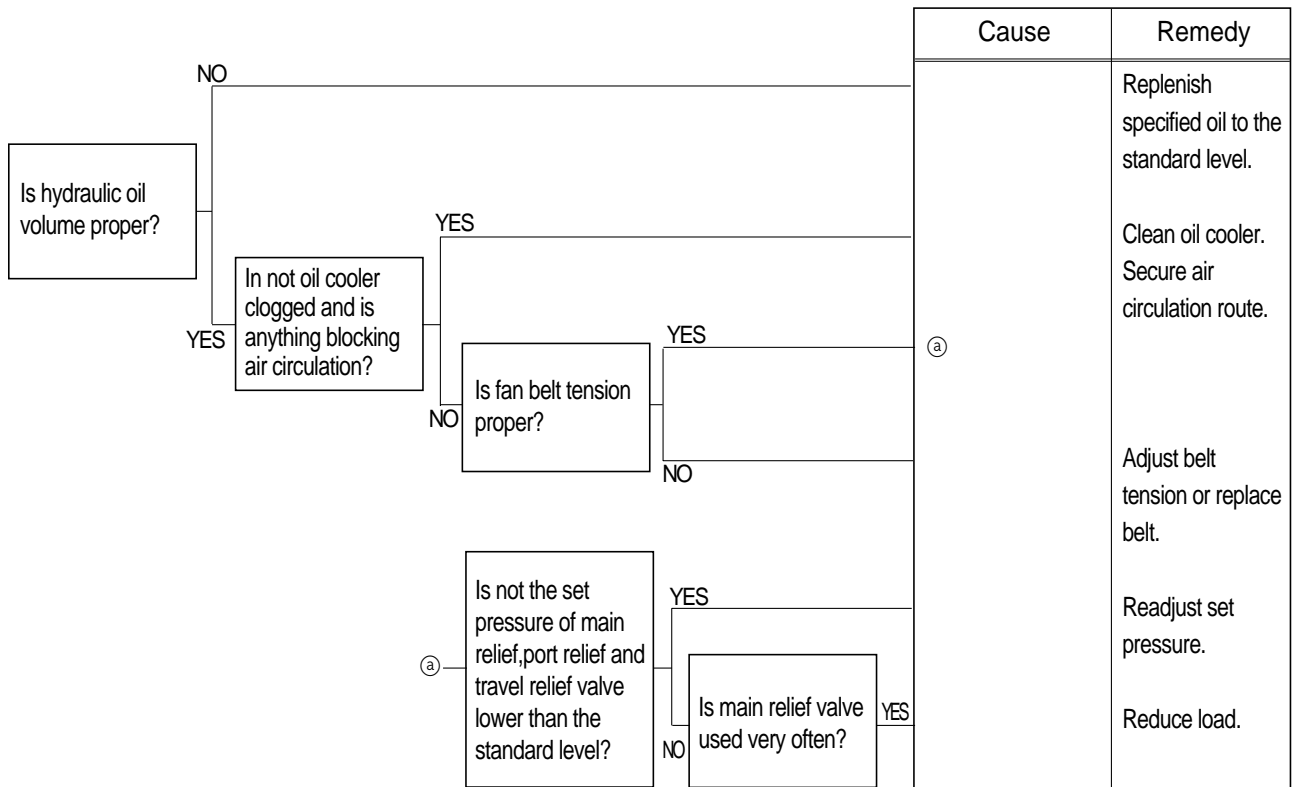 Cause
Remedy
NO
Replenish
specified oil to the
standard level.
Is hydraulic oil
volume proper?
YES
YES
Clean oil cooler.
Secure air
circulation route.
In not oil cooler
clogged and is
anything blocking
air circulation?
NO
YES
ⓐ
Is fan belt tension
proper?
NO
Adjust belt
tension or replace
belt.
ⓐ
Is not the set
pressure of main
relief,port relief and
travel relief valve
lower than the
standard level?
YES
Readjust set
pressure.
NO
Is main relief valve
used very often?
YES
Reduce load.